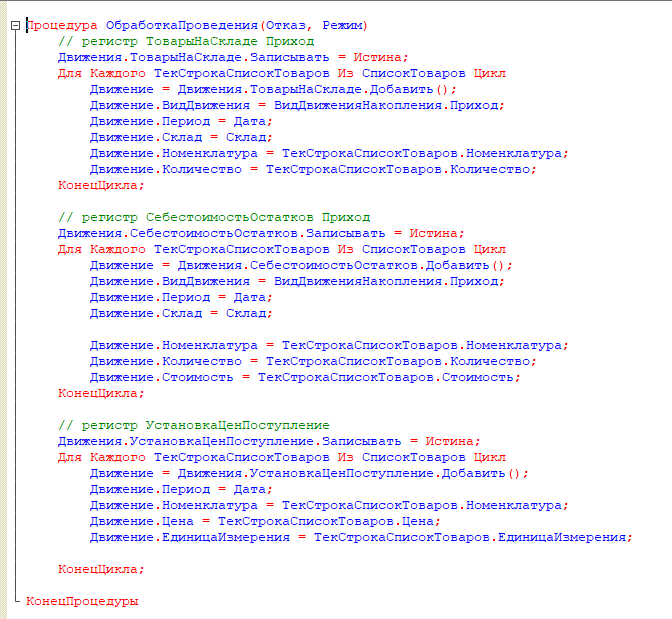 Процедура ОбработкаПроведения(Отказ, Режим)
// регистр ТоварыНаСкладе Приход
Движения.ТоварыНаСкладе.Записывать = Истина;
Для Каждого ТекСтрокаСписокТоваров Из СписокТоваров Цикл
Движение = Движения.ТоварыНаСкладе.Добавить();
Движение.ВидДвижения = ВидДвиженияНакопления.Приход;
Движение.Период = Дата;
Движение.Склад = Склад;
Движение.Номенклатура = ТекСтрокаСписокТоваров.Номенклатура;
Движение.Количество = ТекСтрокаСписокТоваров.Количество;
КонецЦикла;
// регистр СебестоимостьОстатков Приход
Движения.СебестоимостьОстатков.Записывать = Истина;
Для Каждого ТекСтрокаСписокТоваров Из СписокТоваров Цикл
Движение = Движения.СебестоимостьОстатков.Добавить();
Движение.ВидДвижения = ВидДвиженияНакопления.Приход;
Движение.Период = Дата;
Движение.Склад = Склад;
Движение.Номенклатура = ТекСтрокаСписокТоваров.Номенклатура;
Движение.Количество = ТекСтрокаСписокТоваров.Количество;
Движение.Стоимость = ТекСтрокаСписокТоваров.Стоимость;
КонецЦикла;
// регистр УстановкаЦенПоступление
Движения.УстановкаЦенПоступление.Записывать = Истина;
Для Каждого ТекСтрокаСписокТоваров Из СписокТоваров Цикл
Движение = Движения.УстановкаЦенПоступление.Добавить();
Движение.Период = Дата;
Движение.Номенклатура = ТекСтрокаСписокТоваров.Номенклатура;
Движение.Цена = ТекСтрокаСписокТоваров.Цена;
Движение.ЕдиницаИзмерения = ТекСтрокаСписокТоваров.ЕдиницаИзмерения;
КонецЦикла;
КонецПроцедуры